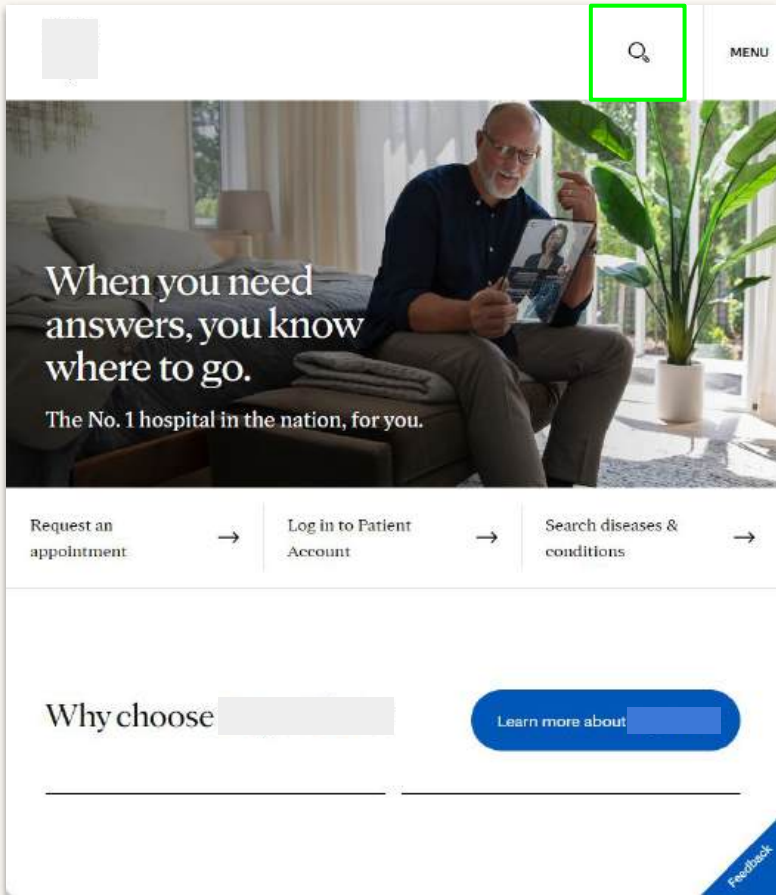 MENU
When you need
answers, you know
where to go.
The No. 1 hospital in the nation, for you.
Request an
appointment
Log in to Patient
Account
Search diseases &
conditions
Why choose
Learn more about
Feedback